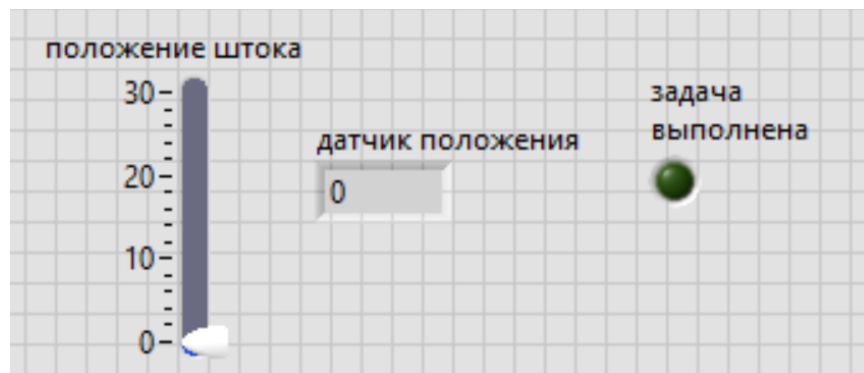 положение штока
30
20
10
0
датчик положения
0
задача
выполнена